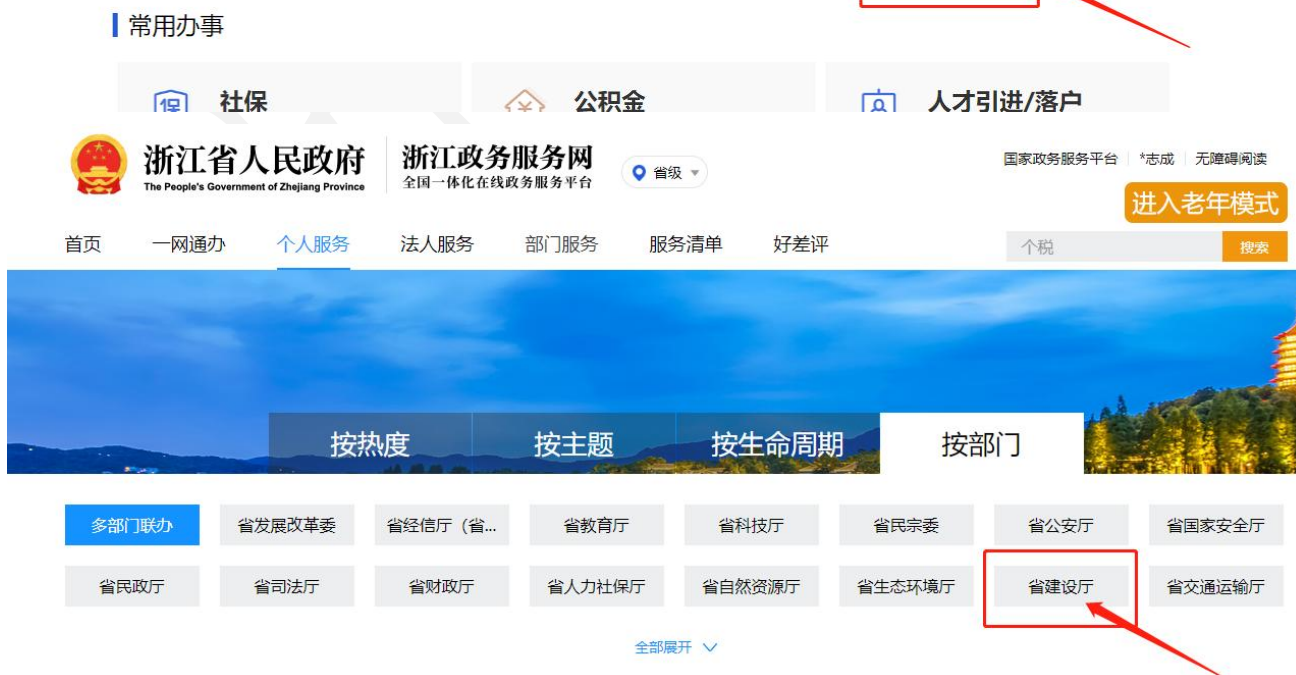 常用办事
社保 公积金 人才引进/落户
浙江省人民政府 浙江政务服务网 省级 国家政务服务平台 *志成 无障碍阅读
The People's Government of Zhejiang Province 全国一体化在线政务服务平台
进入老年模式
首页 一网通办 个人服务 法人服务 部门服务 服务清单 好差评 个税 搜索
按热度 按主题 按生命周期 按部门
多部门联办 省发展改革委 省经信厅（省... 省教育厅 省科技厅 省民宗委 省公安厅 省国家安全厅
省民政厅 省司法厅 省财政厅 省人力社保厅 省自然资源厅 省生态环境厅 省建设厅 省交通运输厅
全部展开